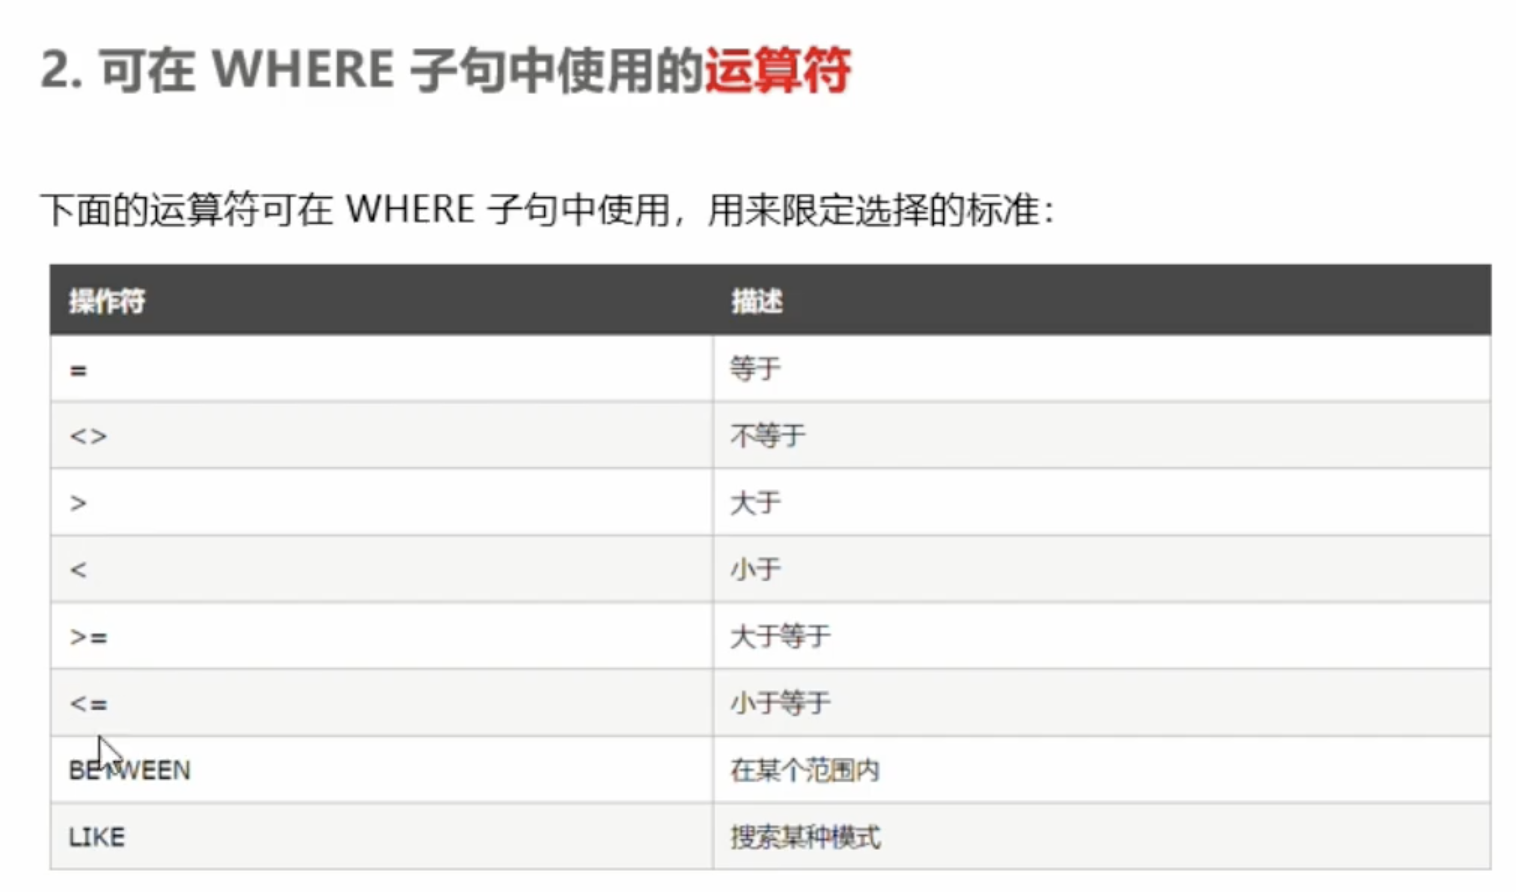 2. 可在 WHERE 子句中使用的运算符
下面的运算符可在 WHERE 子句中使用，用来限定选择的标准：
操作符 描述
= 等于
<> 不等于
> 大于
< 小于
>= 大于等于
<= 小于等于
BETWEEN 在某个范围内
LIKE 搜索某种模式